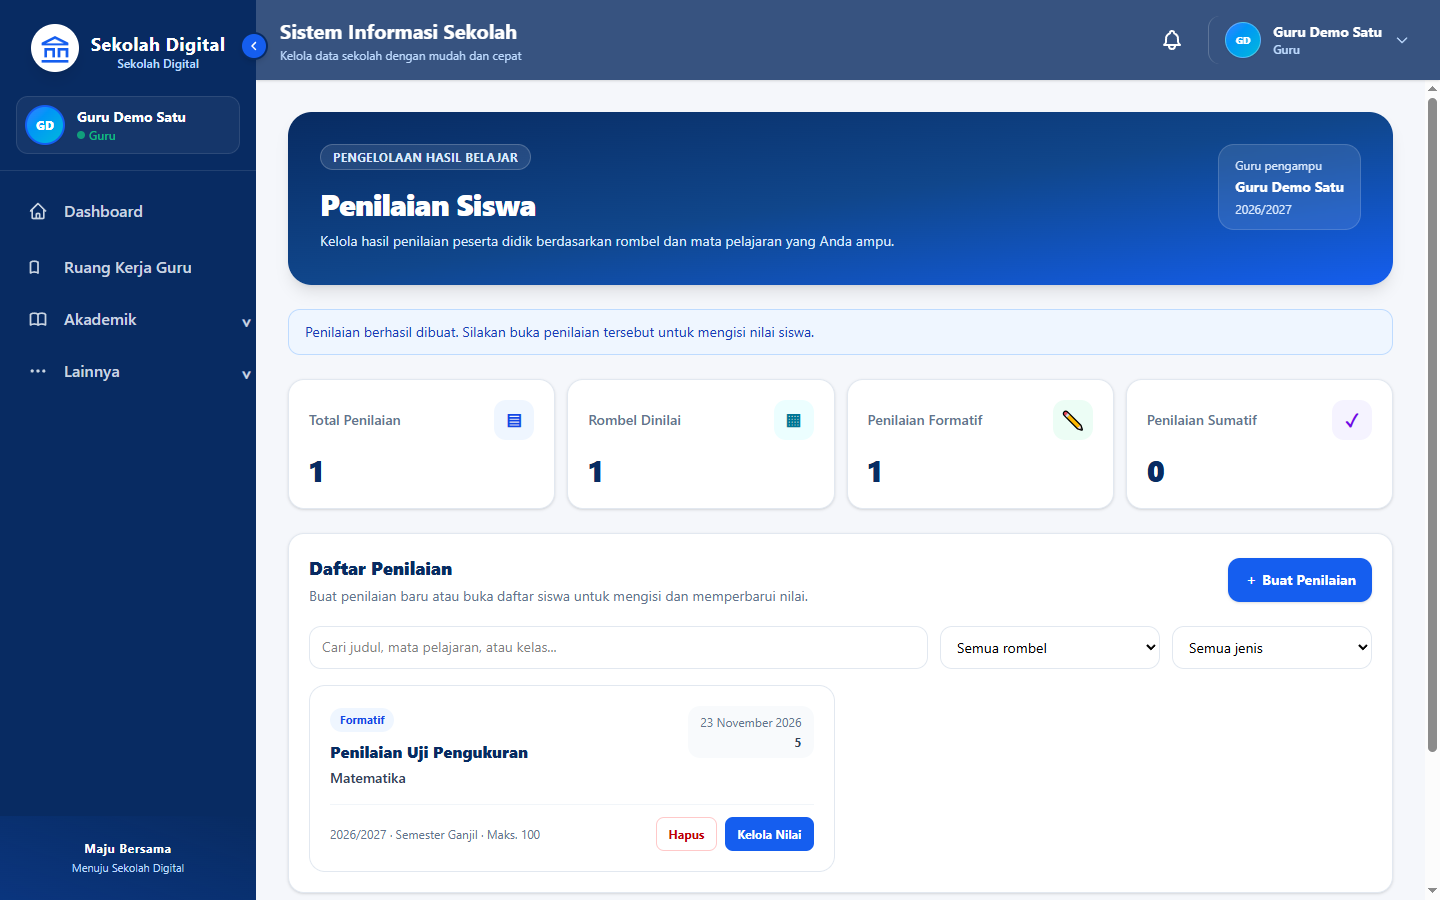 Sekolah Digital
Sekolah Digital
GD
Guru Demo Satu
Guru
Dashboard
Ruang Kerja Guru
Akademik
Lainnya
Maju Bersama
Menuju Sekolah Digital
Sistem Informasi Sekolah
Kelola data sekolah dengan mudah dan cepat
GD
Guru Demo Satu
Guru
PENGELOLAAN HASIL BELAJAR
Penilaian Siswa
Kelola hasil penilaian peserta didik berdasarkan rombel dan mata pelajaran yang Anda ampu.
Guru pengampu
Guru Demo Satu
2026/2027
Penilaian berhasil dibuat. Silakan buka penilaian tersebut untuk mengisi nilai siswa.
Total Penilaian
1
Rombel Dinilai
1
Penilaian Formatif
1
Penilaian Sumatif
0
Daftar Penilaian
Buat penilaian baru atau buka daftar siswa untuk mengisi dan memperbarui nilai.
+ Buat Penilaian
Cari judul, mata pelajaran, atau kelas...
Semua rombel
Semua jenis
Formatif
23 November 2026
5
Penilaian Uji Pengukuran
Matematika
2026/2027 · Semester Ganjil · Maks. 100
Hapus
Kelola Nilai